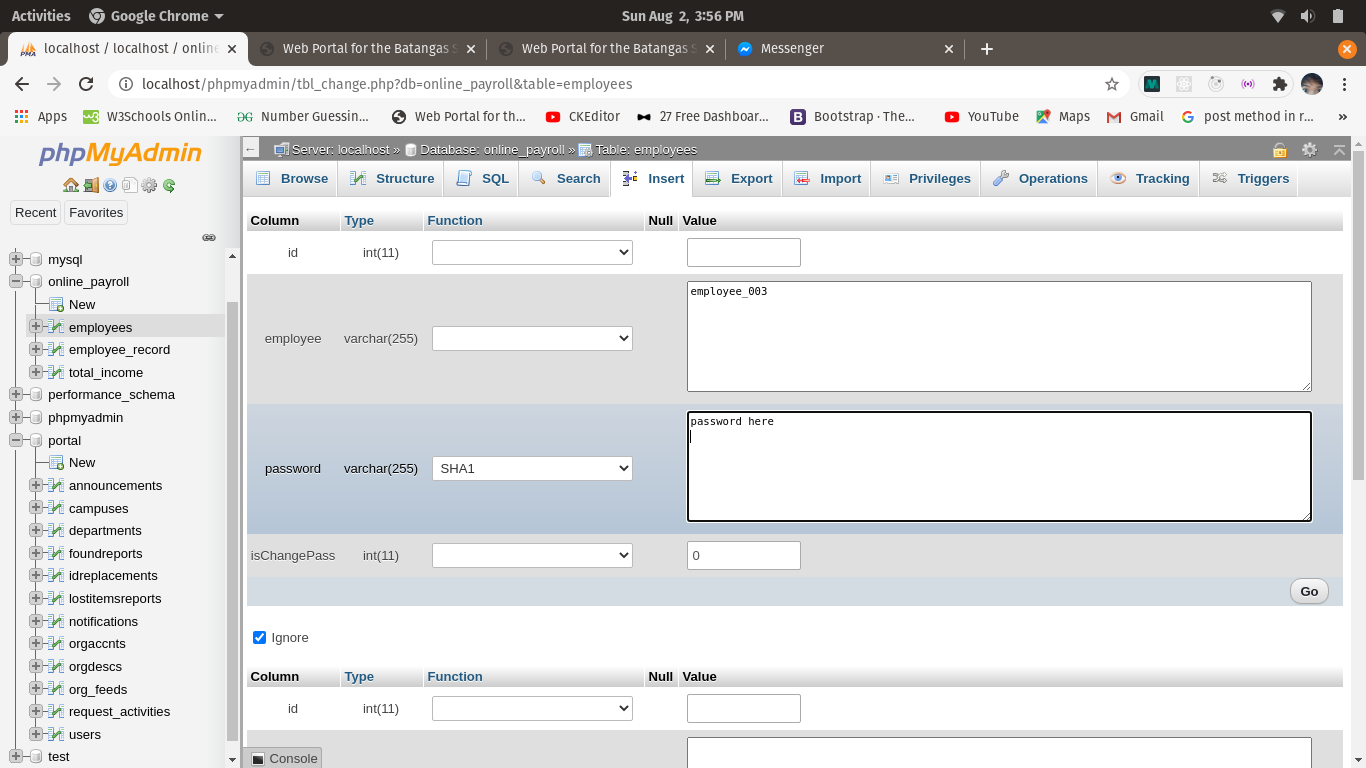 Activities Google Chrome Sun Aug 2, 3:56 PM
localhost / localhost / online Web Portal for the Batangas S Web Portal for the Batangas S Messenger
localhost/phpmyadmin/tbl_change.php?db=online_payroll&table=employees
Apps W3Schools Onlin... Number Guessin... Web Portal for th... CKEditor 27 Free Dashboar... Bootstrap · The... YouTube Maps Gmail post method in r... »
phpMyAdmin
Recent Favorites
mysql
online_payroll
New
employees
employee_record
total_income
performance_schema
phpmyadmin
portal
New
announcements
campuses
departments
foundreports
idreplacements
lostitemsreports
notifications
orgaccnts
orgdescs
org_feeds
request_activities
users
test
Server: localhost » Database: online_payroll » Table: employees
Browse Structure SQL Search Insert Export Import Privileges Operations Tracking Triggers
Column Type Function Null Value
id int(11)
employee varchar(255) employee_003
password varchar(255) SHA1 password here
isChangePass int(11) 0
Go
Ignore
Column Type Function Null Value
id int(11)
Console